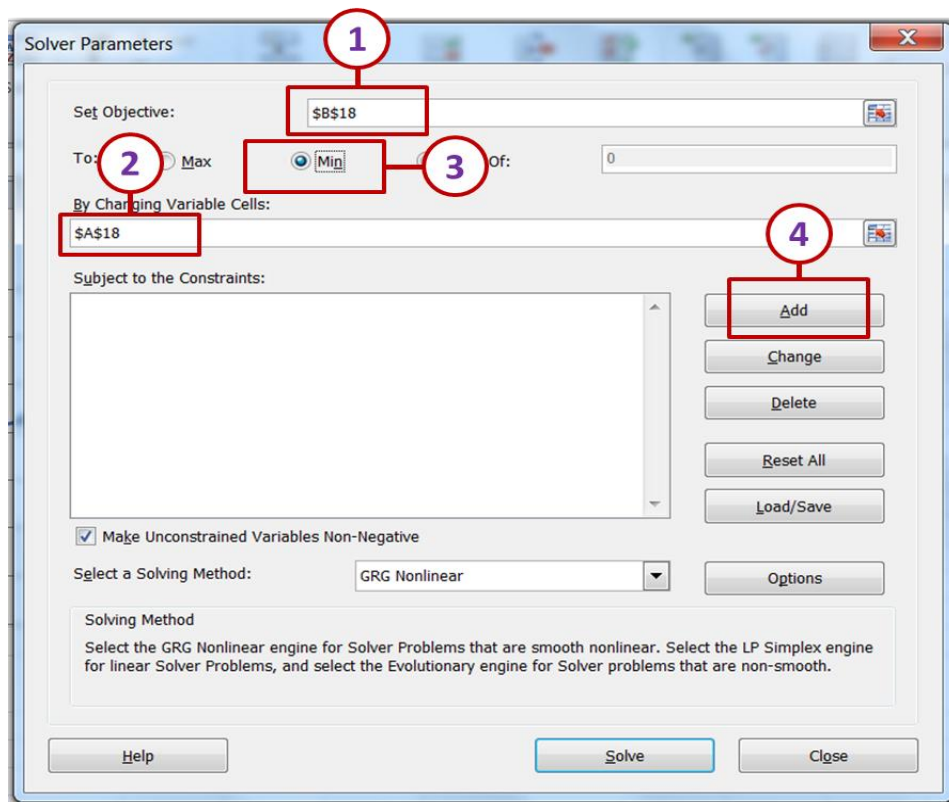 Solver Parameters
1
Set Objective:
$B$18
To:
2
Max
Min
3
Of:
0
By Changing Variable Cells:
$A$18
4
Subject to the Constraints:
Add
Change
Delete
Reset All
Load/Save
Make Unconstrained Variables Non-Negative
Select a Solving Method:
GRG Nonlinear
Options
Solving Method
Select the GRG Nonlinear engine for Solver Problems that are smooth nonlinear. Select the LP Simplex engine
for linear Solver Problems, and select the Evolutionary engine for Solver problems that are non-smooth.
Help
Solve
Close